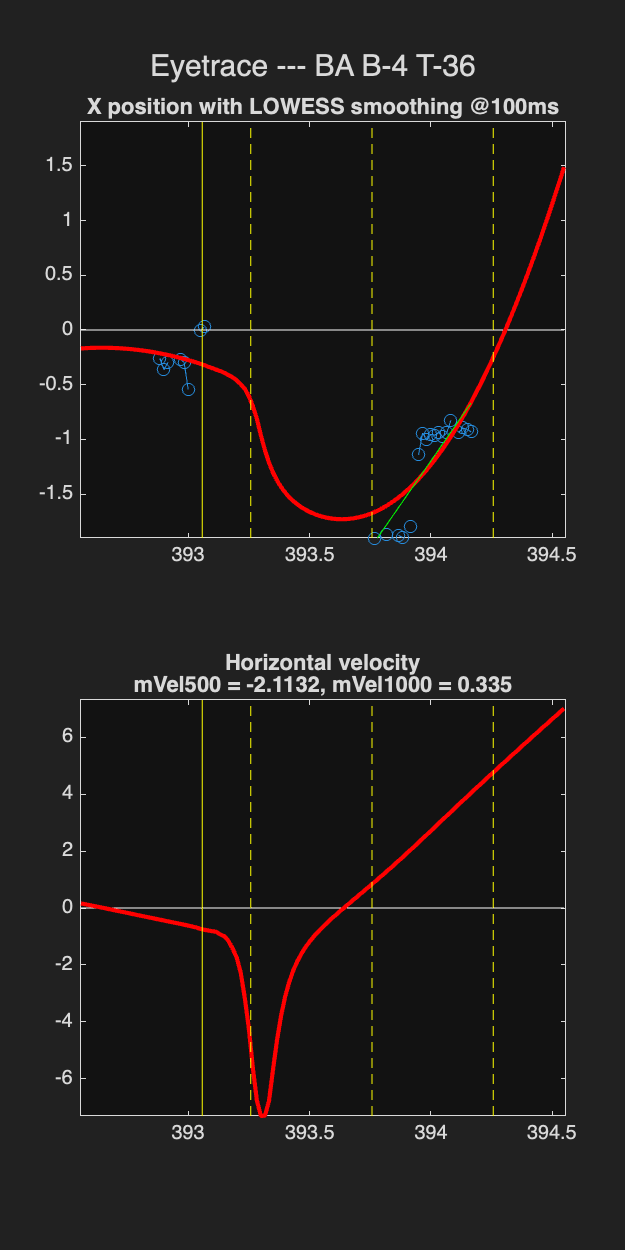 Eyetrace --- BA B-4 T-36
X position with LOWESS smoothing @100ms
1.5
1
0.5
0
-0.5
-1
-1.5
393 393.5 394 394.5
Horizontal velocity
mVel500 = -2.1132, mVel1000 = 0.335
6
4
2
0
-2
-4
-6
393 393.5 394 394.5